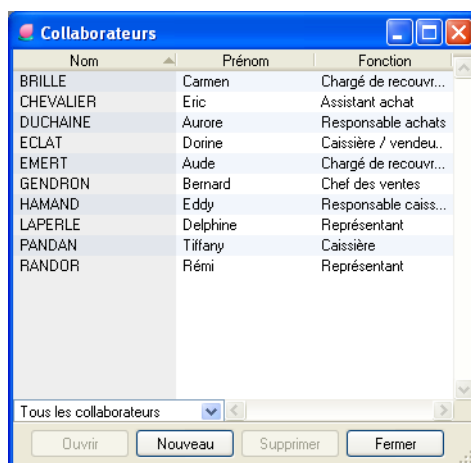 Collaborateurs
Nom Prénom Fonction
BRILLE Carmen Chargé de recouvr...
CHEVALIER Eric Assistant achat
DUCHAINE Aurore Responsable achats
ECLAT Dorine Caissière / vendeu..
EMERT Aude Chargé de recouvr...
GENDRON Bernard Chef des ventes
HAMAND Eddy Responsable caiss...
LAPERLE Delphine Représentant
PANDAN Tiffany Caissière
RANDOR Rémi Représentant
Tous les collaborateurs
Ouvrir Nouveau Supprimer Fermer